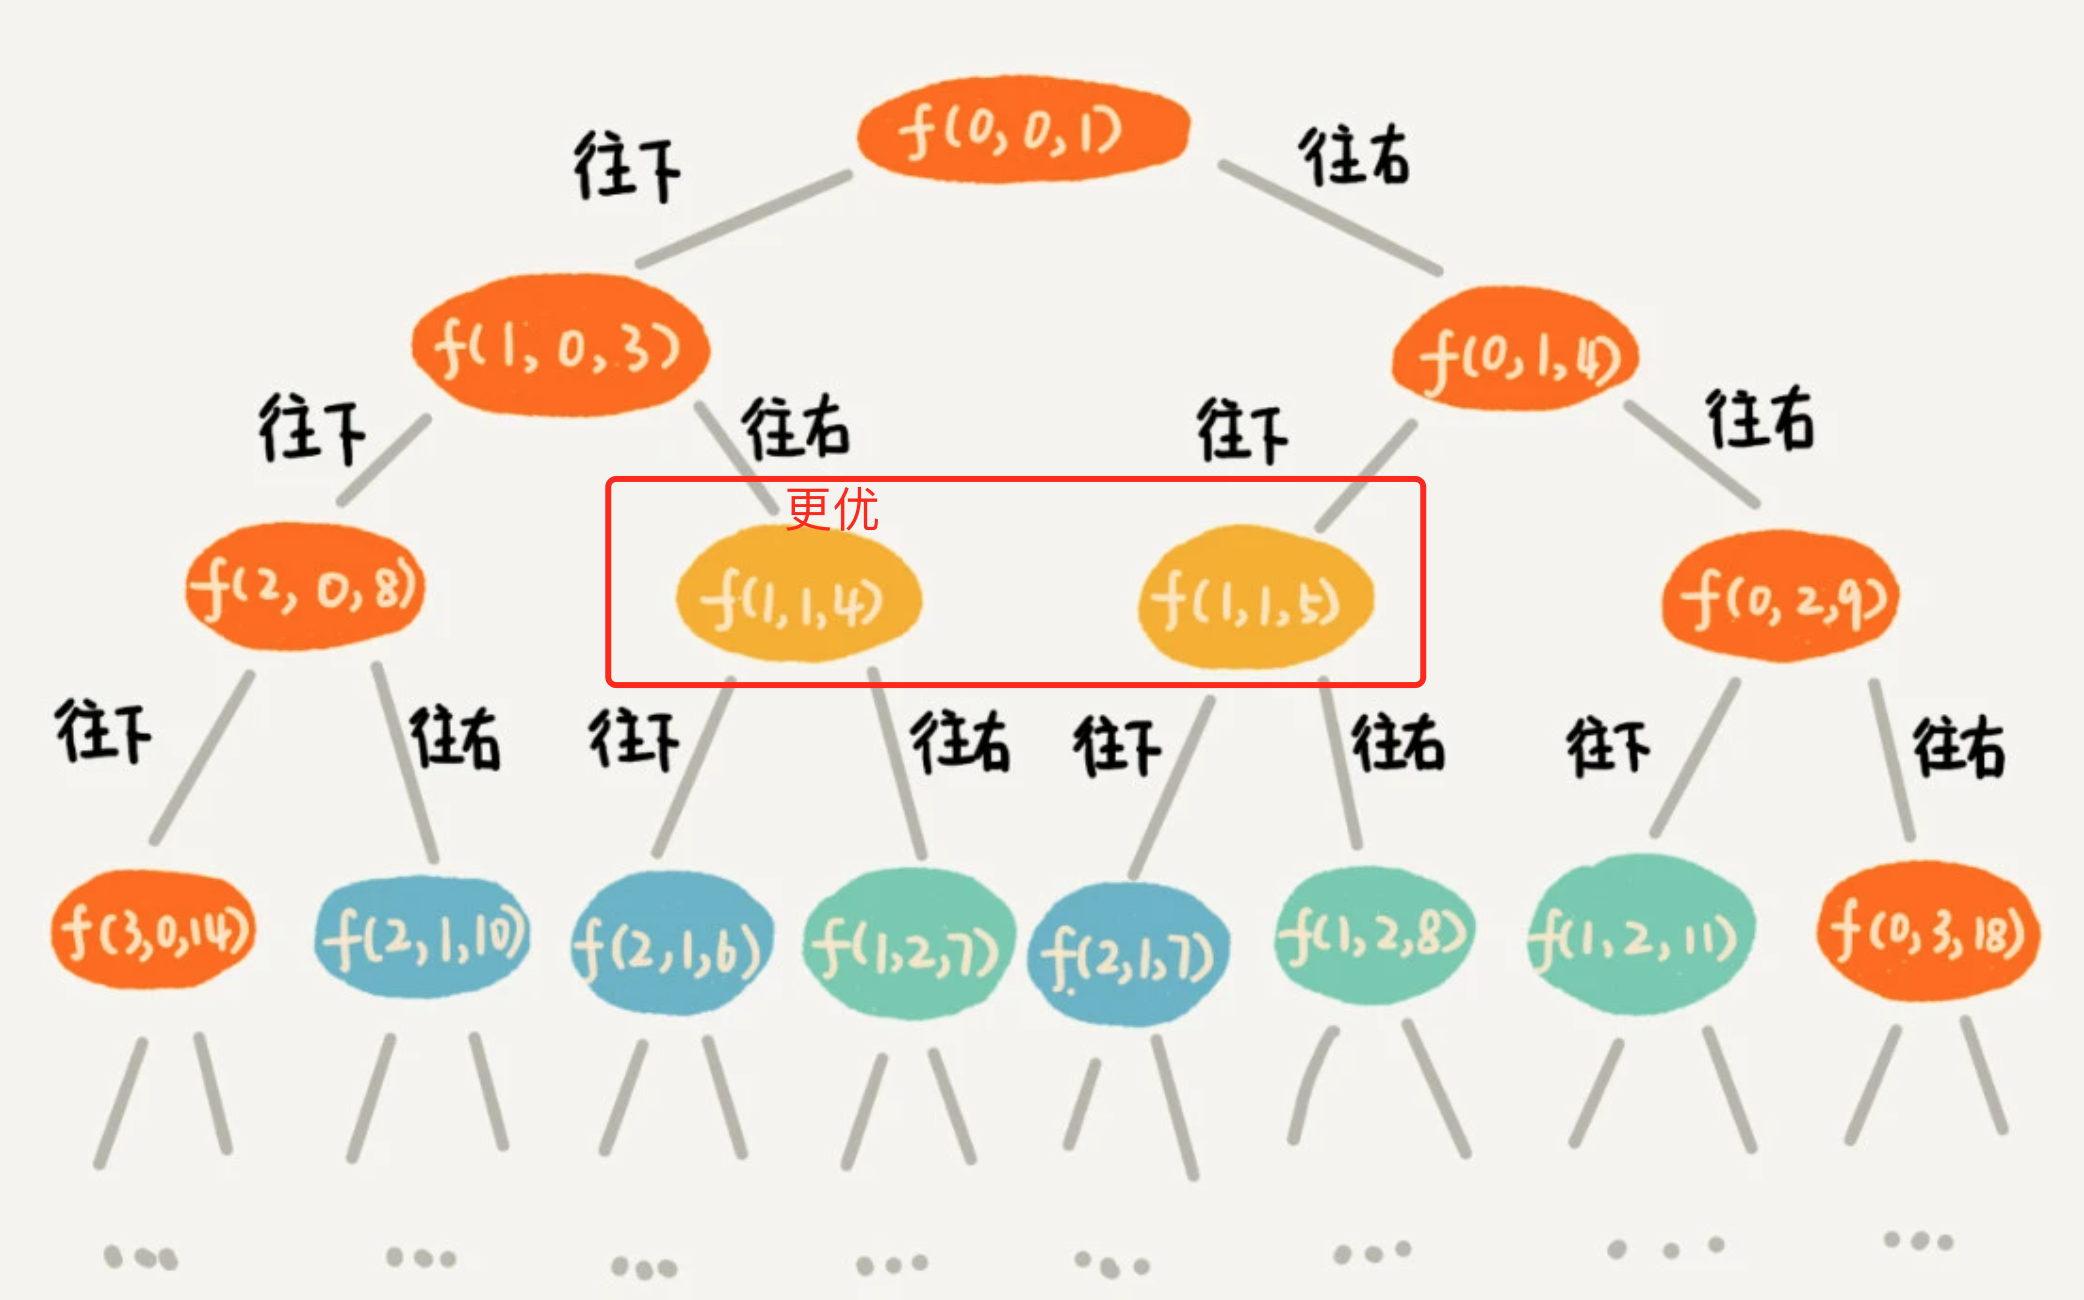 f(0,0,1)
往下
往右
f(1,0,3)
f(0,1,4)
往下
往右
往下
往右
更优
f(2,0,8)
f(1,1,4)
f(1,1,5)
f(0,2,9)
往下
往右
往下
往右
往下
往右
往下
往右
f(3,0,14)
f(2,1,10)
f(2,1,6)
f(1,2,7)
f(2,1,7)
f(1,2,8)
f(1,2,11)
f(0,3,18)
... ... ... ... ... ... ... ...